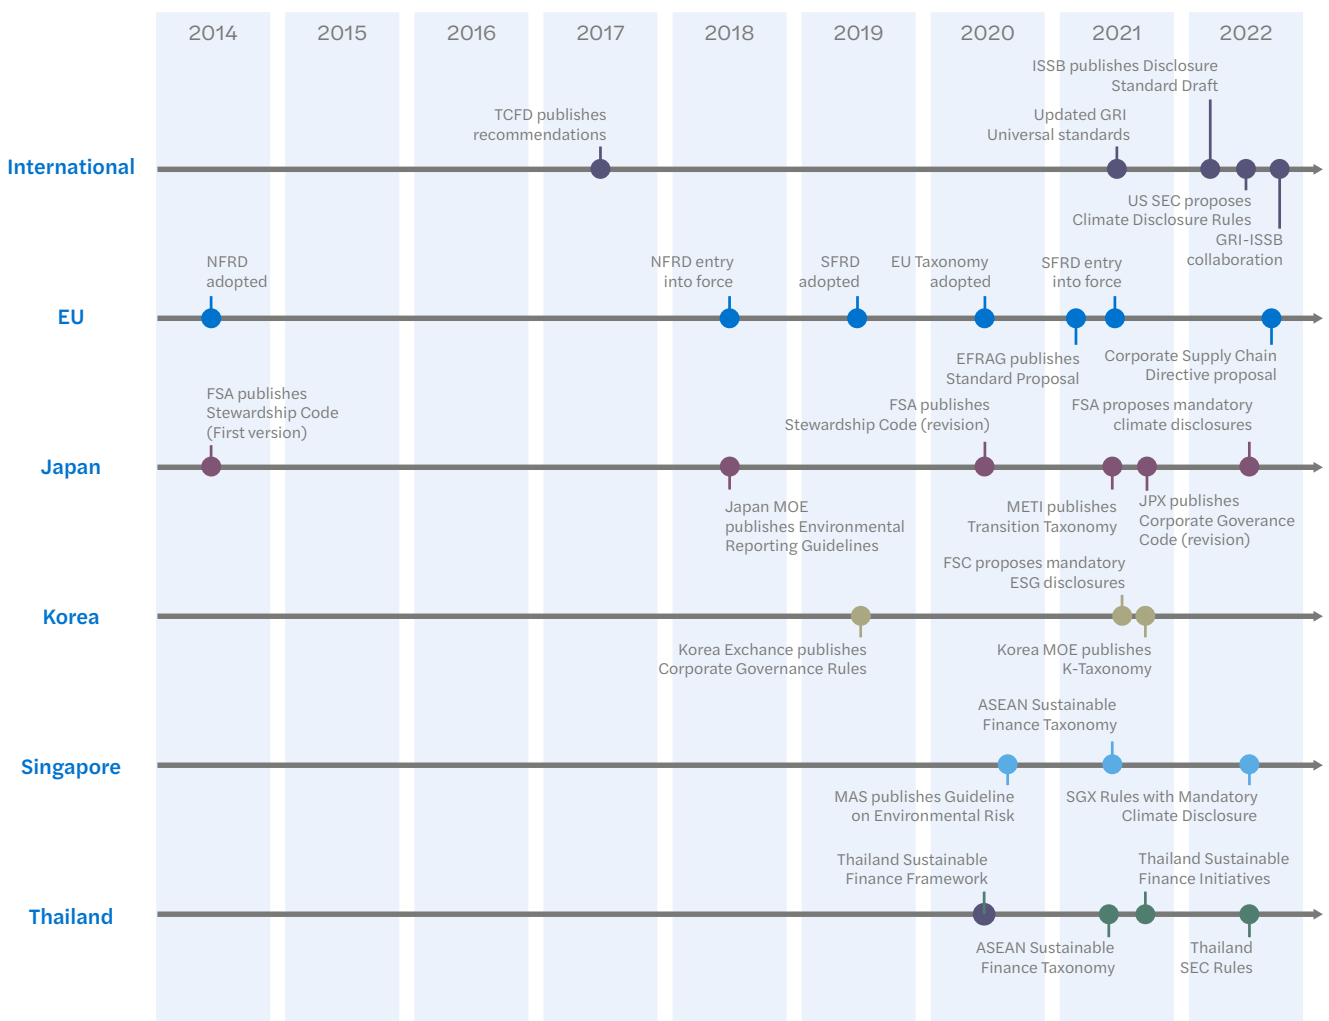 2014
2015
2016
2017
2018
2019
2020
2021
2022
International
TCFD publishes
recommendations
Updated GRI
Universal standards
ISSB publishes Disclosure
Standard Draft
US SEC proposes
Climate Disclosure Rules
GRI-ISSB
collaboration
EU
NFRD
adopted
NFRD entry
into force
SFRD
adopted
EU Taxonomy
adopted
SFRD entry
into force
EFRAG publishes
Standard Proposal
Corporate Supply Chain
Directive proposal
Japan
FSA publishes
Stewardship Code
(First version)
Japan MOE
publishes Environmental
Reporting Guidelines
FSA publishes
Stewardship Code (revision)
METI publishes
Transition Taxonomy
JPX publishes
Corporate Goverance
Code (revision)
FSA proposes mandatory
climate disclosures
Korea
Korea Exchance publishes
Corporate Governance Rules
FSC proposes mandatory
ESG disclosures
Korea MOE publishes
K-Taxonomy
Singapore
MAS publishes Guideline
on Environmental Risk
ASEAN Sustainable
Finance Taxonomy
SGX Rules with Mandatory
Climate Disclosure
Thailand
Thailand Sustainable
Finance Framework
ASEAN Sustainable
Finance Taxonomy
Thailand Sustainable
Finance Initiatives
Thailand
SEC Rules